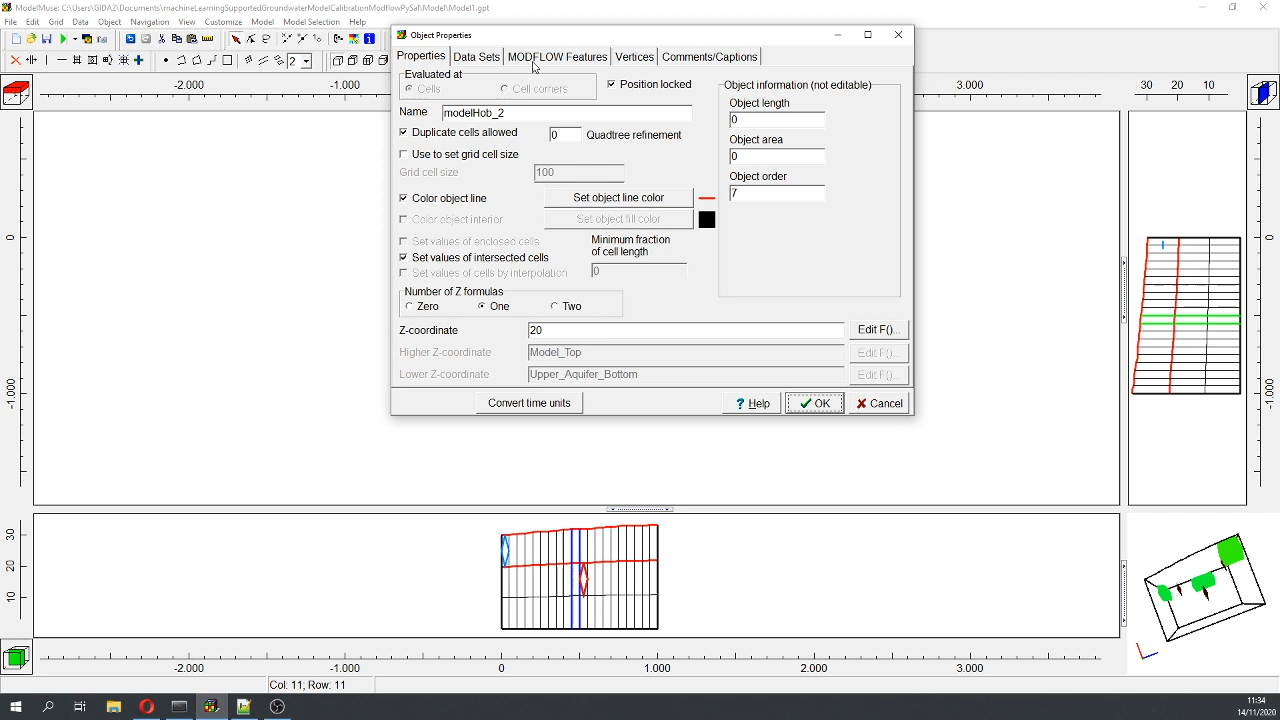 ModelMuse: C:\Users\GIDA2\Documents\machineLearningSupportedGroundwaterModelCalibrationModflowPySal\Model\Model1.gpt
File Edit Grid Data Object Navigation View Customize Model Model Selection Help
2
-2.000 -1.000 3.000
30 20 10
0
-1.000
0
-1.000
Object Properties
Properties Data Sets MODFLOW Features Vertices Comments/Captions
Evaluated at
Cells Cell corners
Position locked
Name modelHob_2
Duplicate cells allowed 0 Quadtree refinement
Use to set grid cell size
Grid cell size 100
Color object line Set object line color
Color object interior Set object fill color
Set values of enclosed cells Minimum fraction of cell length
Set values of intersected cells
Set values of cells by interpolation 0
Number of Z formulas
Zero One Two
Z-coordinate 20 Edit F()...
Higher Z-coordinate Model_Top Edit F()...
Lower Z-coordinate Upper_Aquifer_Bottom Edit F()...
Object information (not editable)
Object length
0
Object area
0
Object order
7
Convert time units Help OK Cancel
30
20
10
-2.000 -1.000 0 1.000 2.000 3.000
Col: 11; Row: 11
11:34
14/11/2020